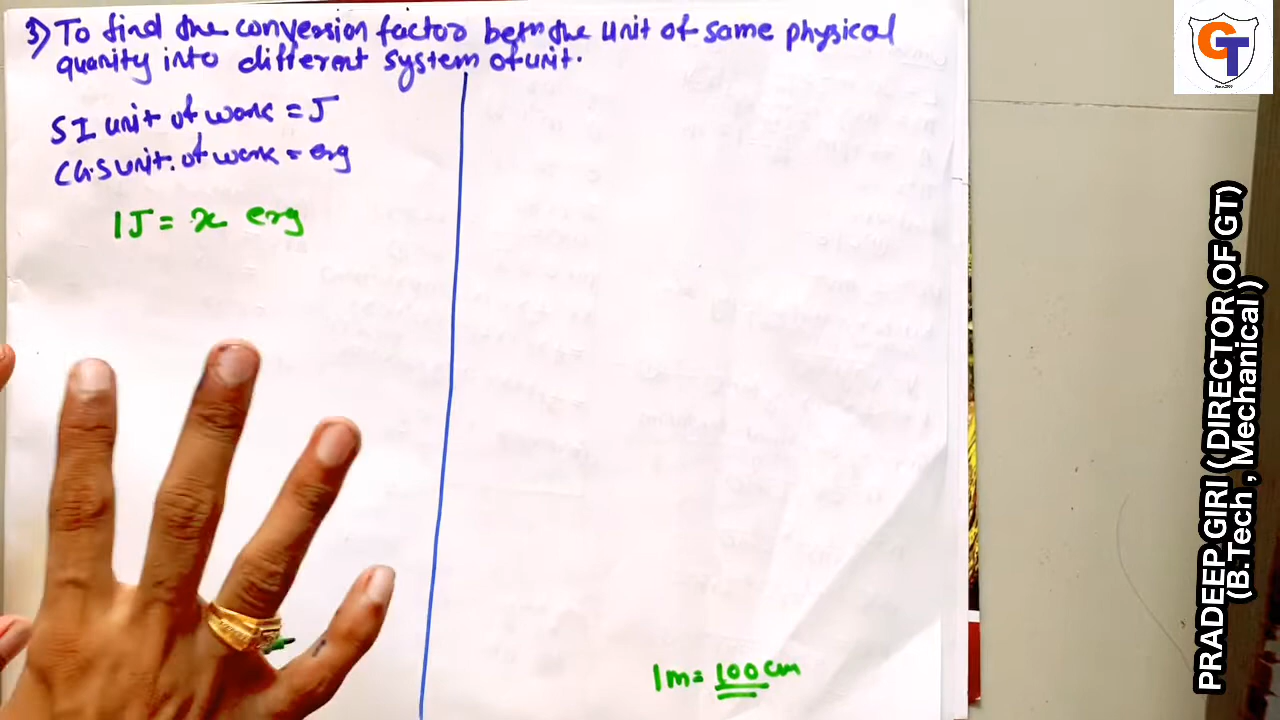 3) To find the conversion factor betn the unit of same physical
quanity into different system of unit.
SI unit of work = J
CG.S unit. of work = erg
1J = x erg
1m = 100 cm
GT
PRADEEP GIRI ( DIRECTOR OF GT)
(B.Tech , Mechanical )